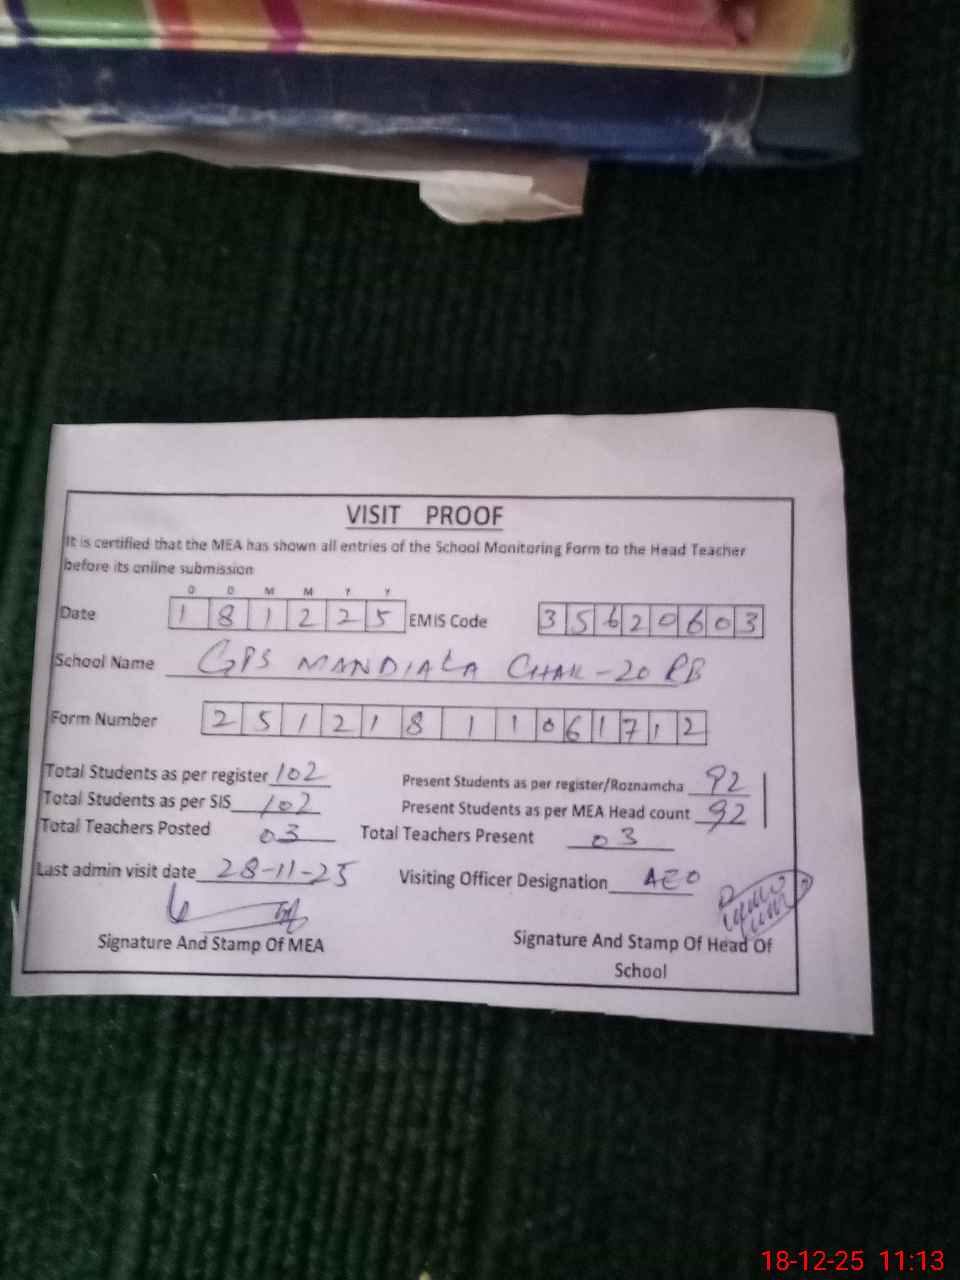 VISIT PROOF
It is certified that the MEA has shown all entries of the School Monitoring Form to the Head Teacher
before its online submission
D D M M Y Y
Date 1 8 1 2 2 5 EMIS Code 3 5 6 2 0 6 0 3
School Name GPS MANDIALA CHAK-20 RB
Form Number 2 5 1 2 1 8 1 1 0 6 1 7 1 2
Total Students as per register 102 Present Students as per register/Roznamcha 92
Total Students as per SIS 102 Present Students as per MEA Head count 92
Total Teachers Posted 03 Total Teachers Present 03
Last admin visit date 28-11-25 Visiting Officer Designation AEO
Signature And Stamp Of MEA Signature And Stamp Of Head Of
School
18-12-25 11:13